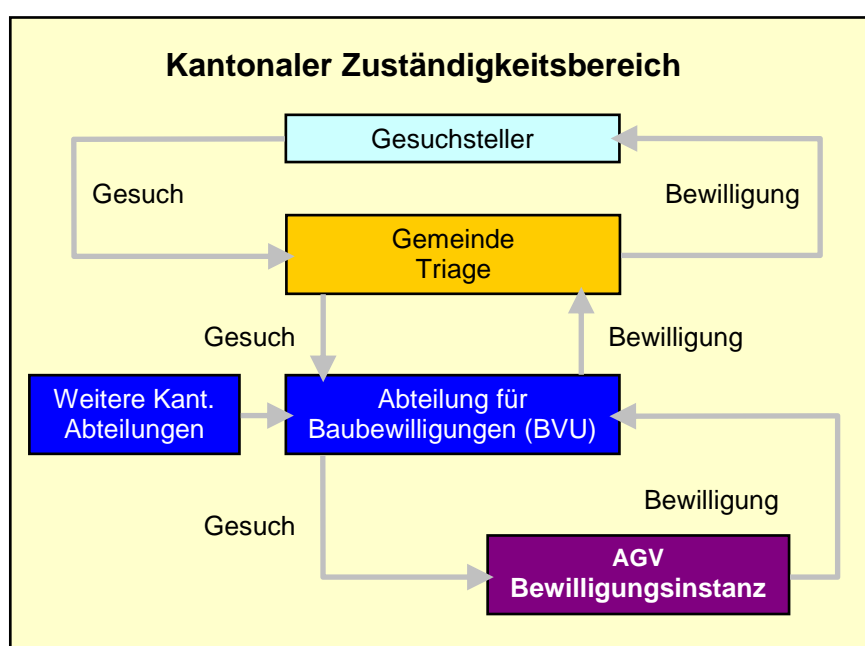 Kantonaler Zuständigkeitsbereich
Gesuchsteller
Gesuch
Bewilligung
Gemeinde
Triage
Gesuch
Bewilligung
Weitere Kant.
Abteilungen
Abteilung für
Baubewilligungen (BVU)
Gesuch
Bewilligung
AGV
Bewilligungsinstanz